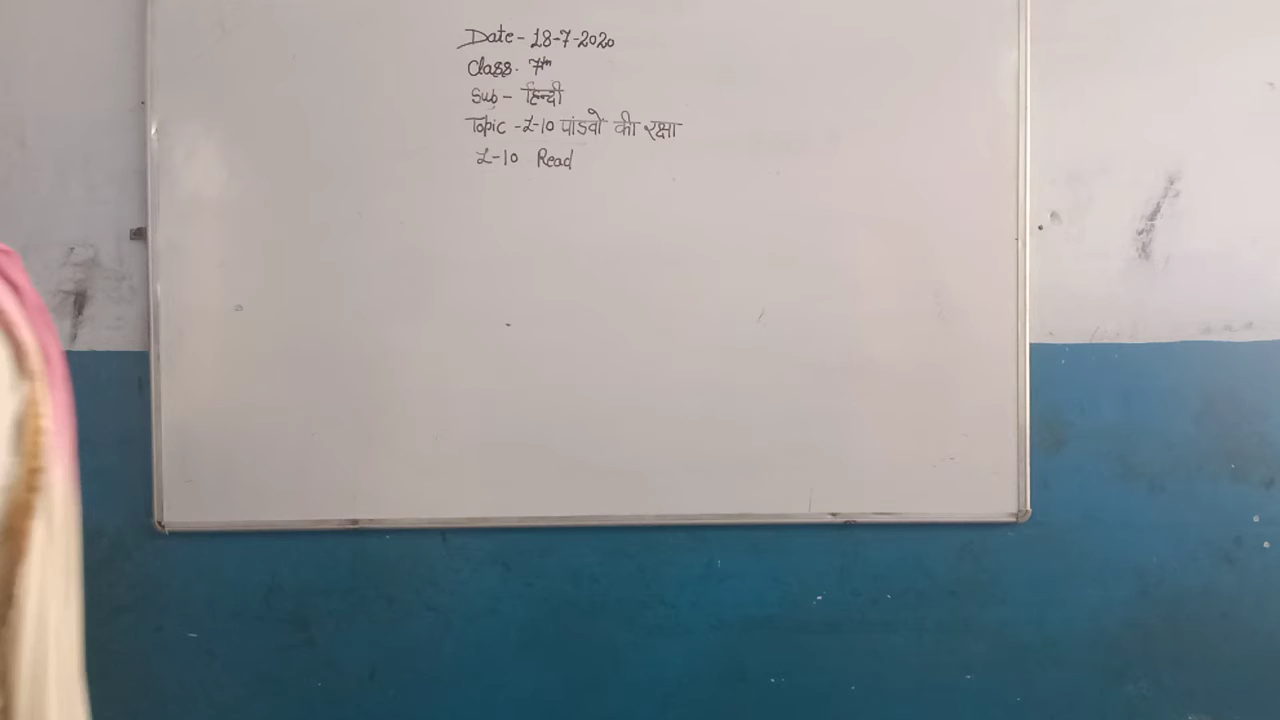 Date - 18-7-2020
Class. 7th
Sub - हिन्दी
Topic - L-10 पांडवों की रक्षा
L-10 Read